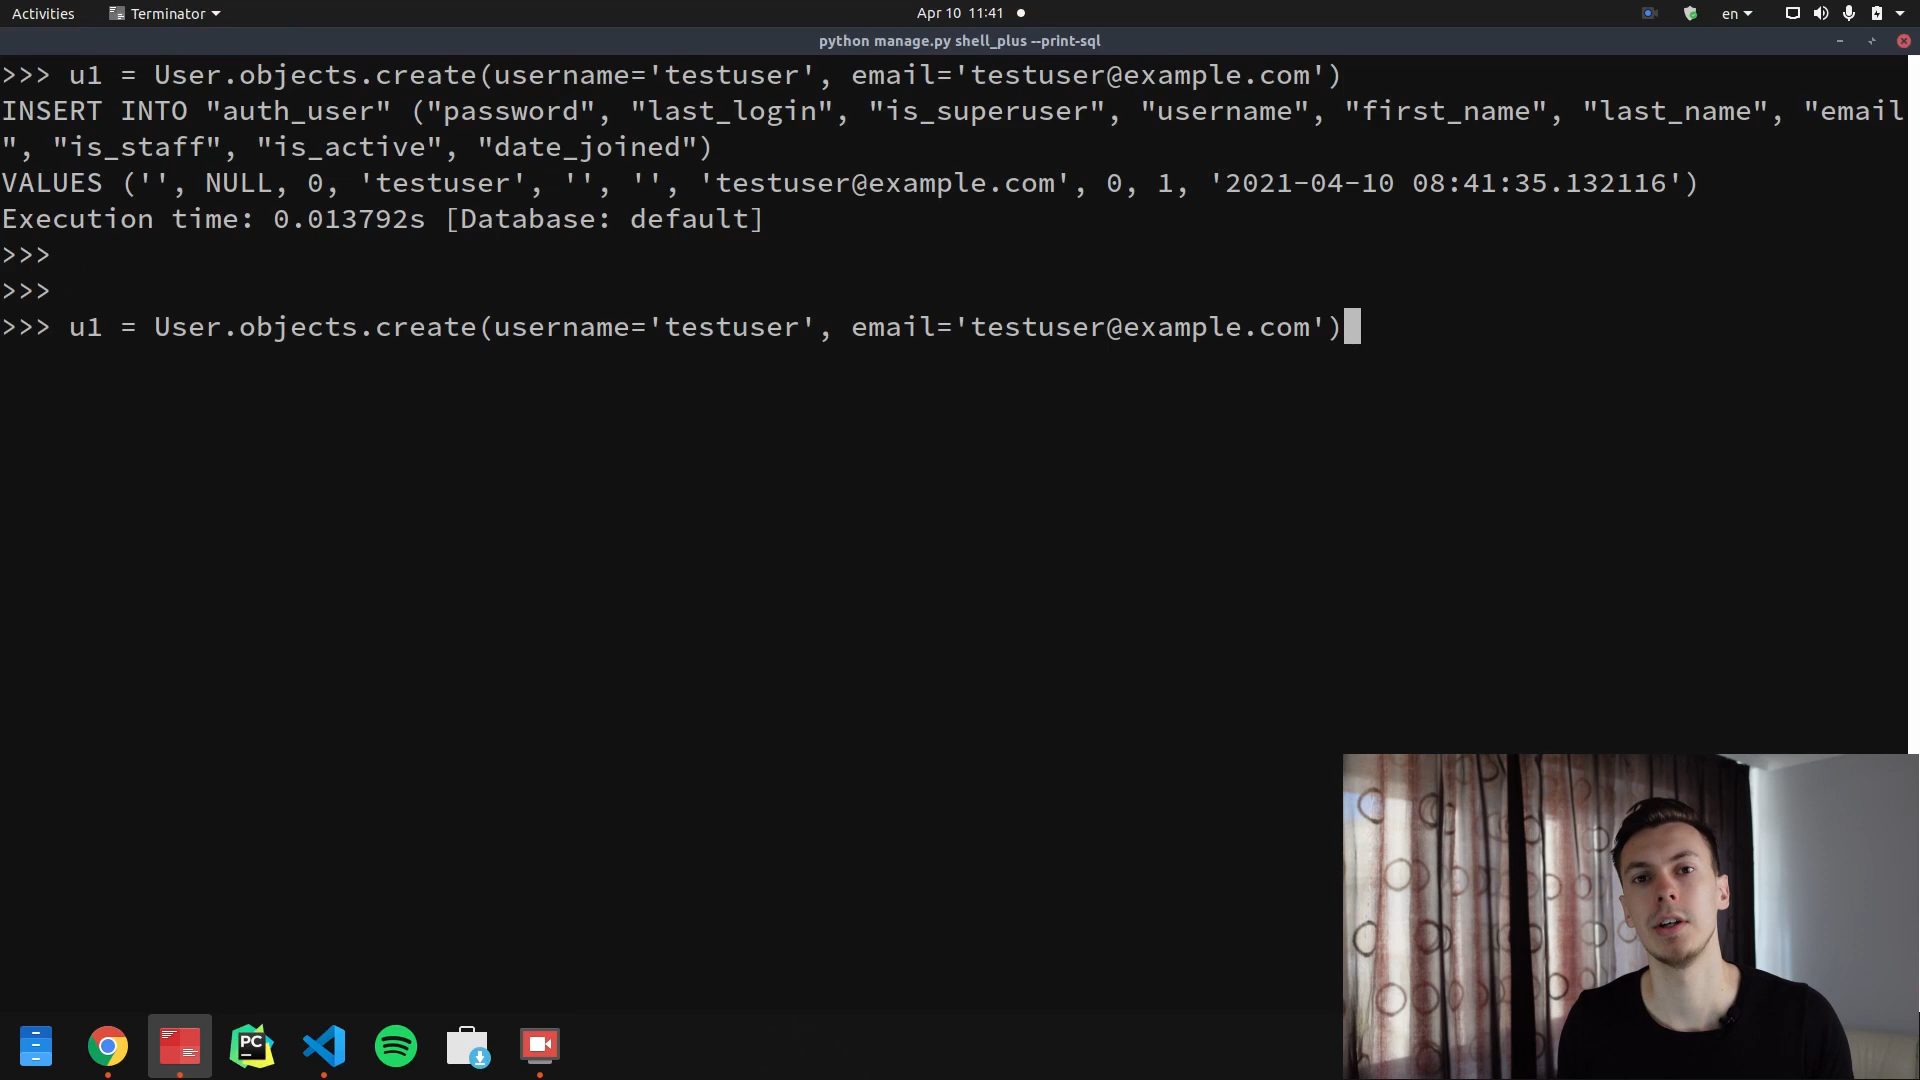 Activities
Terminator
Apr 10 11:41
en
python manage.py shell_plus --print-sql
>>> u1 = User.objects.create(username='testuser', email='testuser@example.com')
INSERT INTO "auth_user" ("password", "last_login", "is_superuser", "username", "first_name", "last_name", "email
", "is_staff", "is_active", "date_joined")
VALUES ('', NULL, 0, 'testuser', '', '', 'testuser@example.com', 0, 1, '2021-04-10 08:41:35.132116')
Execution time: 0.013792s [Database: default]
>>>
>>>
>>> u1 = User.objects.create(username='testuser', email='testuser@example.com')
PC